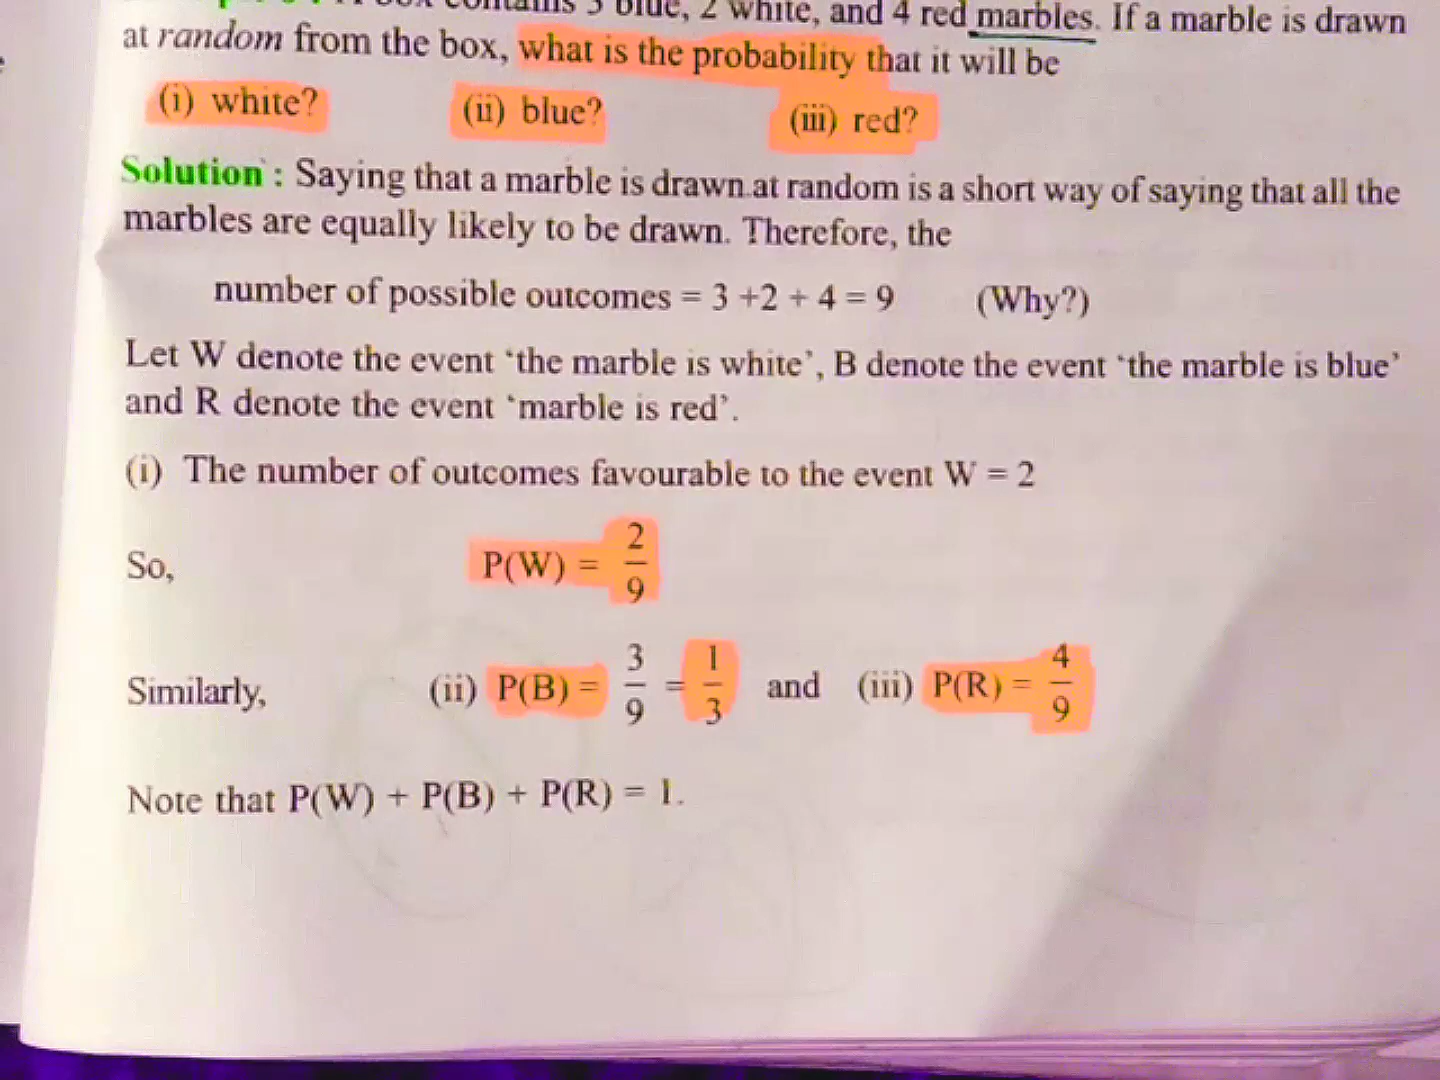 contains 3 blue, 2 white, and 4 red marbles. If a marble is drawn
at random from the box, what is the probability that it will be
(i) white? (ii) blue? (iii) red?
Solution : Saying that a marble is drawn at random is a short way of saying that all the
marbles are equally likely to be drawn. Therefore, the
number of possible outcomes = 3 +2 + 4 = 9 (Why?)
Let W denote the event ‘the marble is white’, B denote the event ‘the marble is blue’
and R denote the event ‘marble is red’.
(i) The number of outcomes favourable to the event W = 2
So, P(W) = 2/9
Similarly, (ii) P(B) = 3/9 = 1/3 and (iii) P(R) = 4/9
Note that P(W) + P(B) + P(R) = 1.